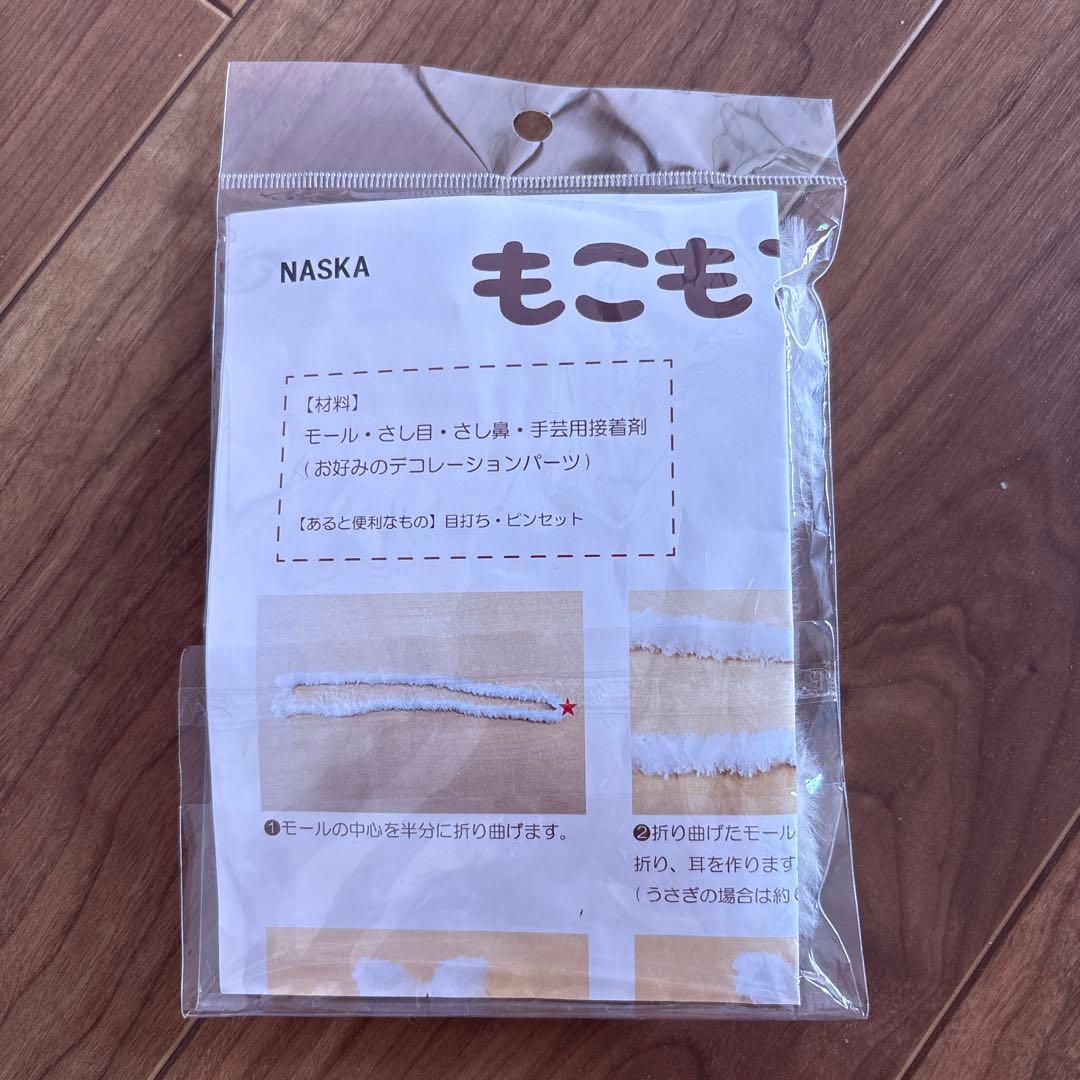 NASKA
もこも
【材料】
モール・さし目・さし鼻・手芸用接着剤
(お好みのデコレーションパーツ)
【あると便利なもの】目打ち・ピンセット
❶モールの中心を半分に折り曲げます。
❷折り曲げたモール
折り、耳を作ります
(うさぎの場合は約